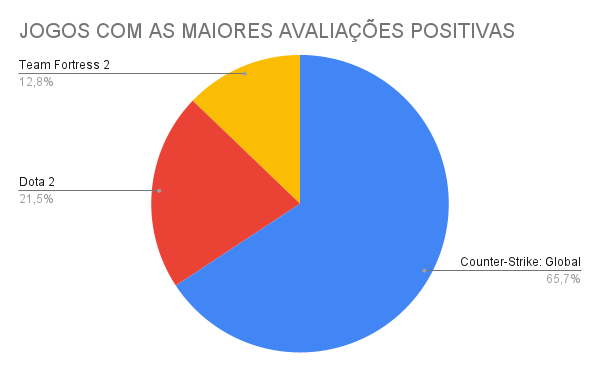 JOGOS COM AS MAIORES AVALIAÇÕES POSITIVAS
Team Fortress 2
12,8%
Dota 2
21,5%
Counter-Strike: Global
65,7%